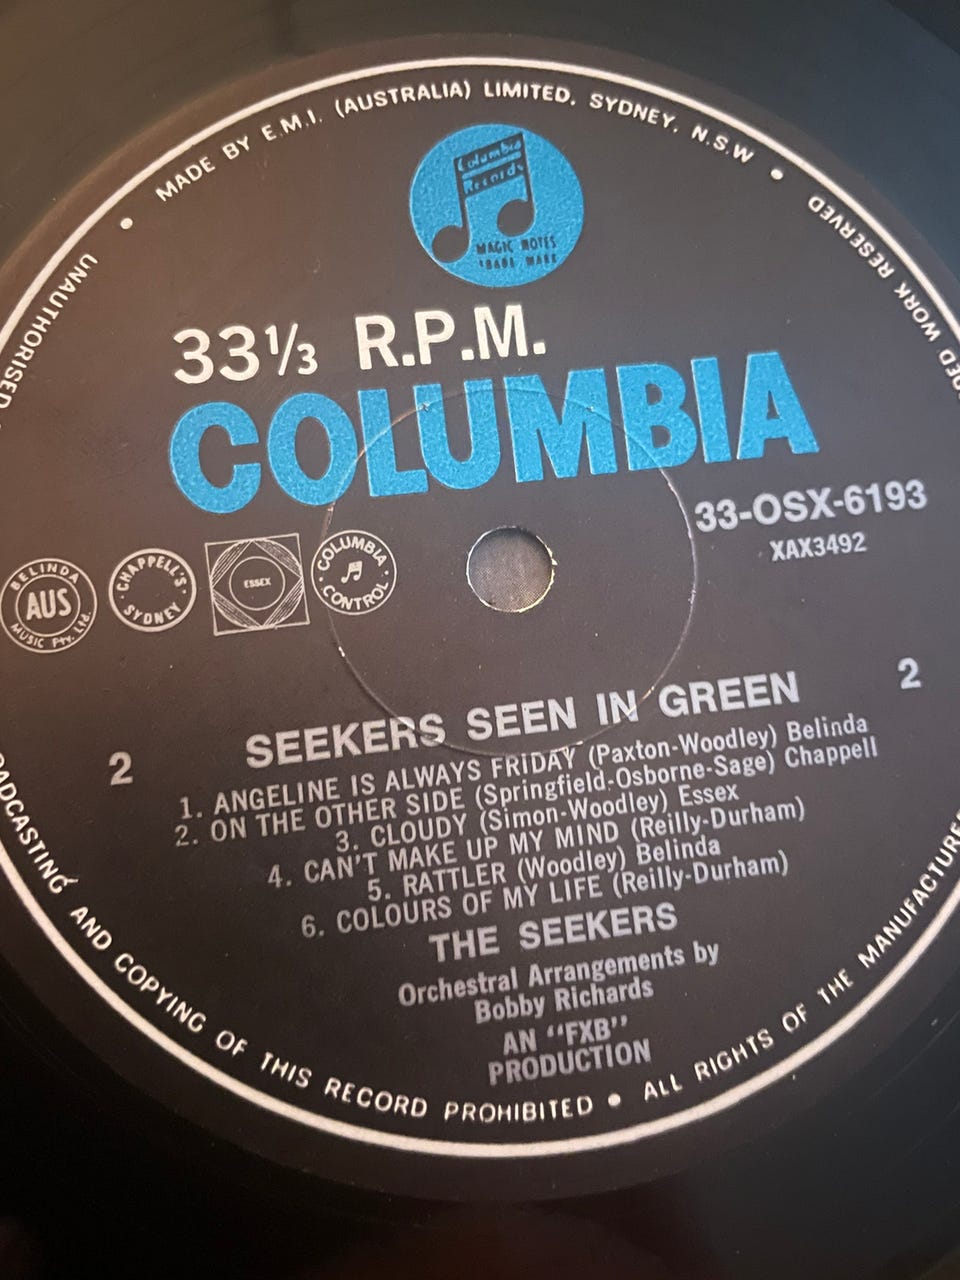 MADE BY E.M.I. (AUSTRALIA) LIMITED. SYDNEY. N.S.W
RESERVED
WORK
UNAUTHORISED
Columbia
Records
MAGIC NOTES
TRADE MARK
33⅓ R.P.M.
COLUMBIA
33-OSX-6193
XAX3492
BELINDA
AUS
MUSIC Pty. Ltd.
CHAPPELL'S
SYDNEY
ESSEX
COLUMBIA
CONTROL
2
2
SEEKERS SEEN IN GREEN
1. ANGELINE IS ALWAYS FRIDAY (Paxton-Woodley) Belinda
2. ON THE OTHER SIDE (Springfield-Osborne-Sage) Chappell
3. CLOUDY (Simon-Woodley) Essex
4. CAN'T MAKE UP MY MIND (Reilly-Durham)
5. RATTLER (Woodley) Belinda
6. COLOURS OF MY LIFE (Reilly-Durham)
THE SEEKERS
Orchestral Arrangements by
Bobby Richards
AN "FXB"
PRODUCTION
AND COPYING OF THIS RECORD PROHIBITED • ALL RIGHTS OF THE